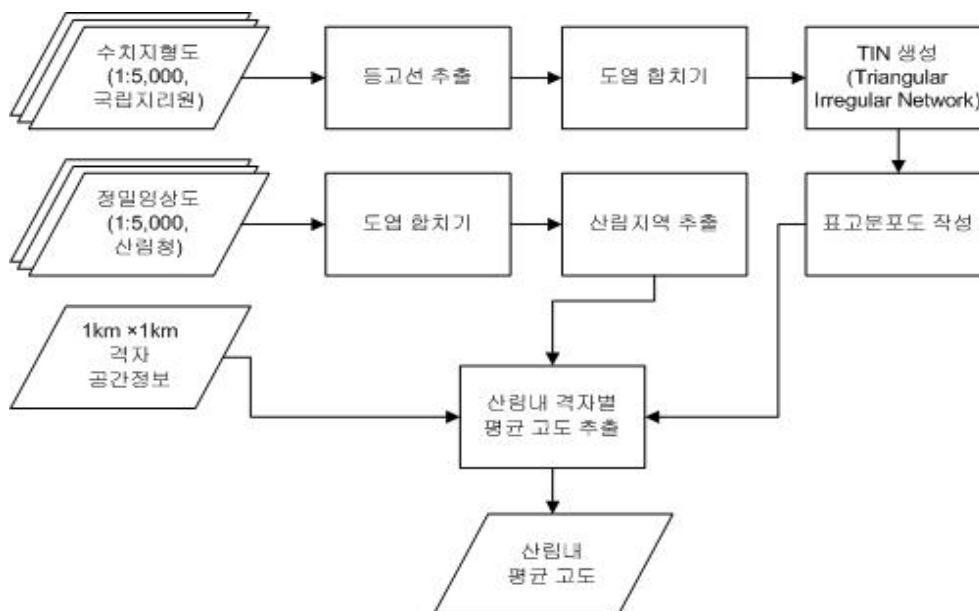 수치지형도
(1:5,000,
국립지리원)
등고선 추출
도엽 합치기
TIN 생성
(Triangular
Irregular Network)
정밀임상도
(1:5,000,
산림청)
도엽 합치기
산림지역 추출
표고분포도 작성
1km ×1km
격자
공간정보
산림내 격자별
평균 고도 추출
산림내
평균 고도